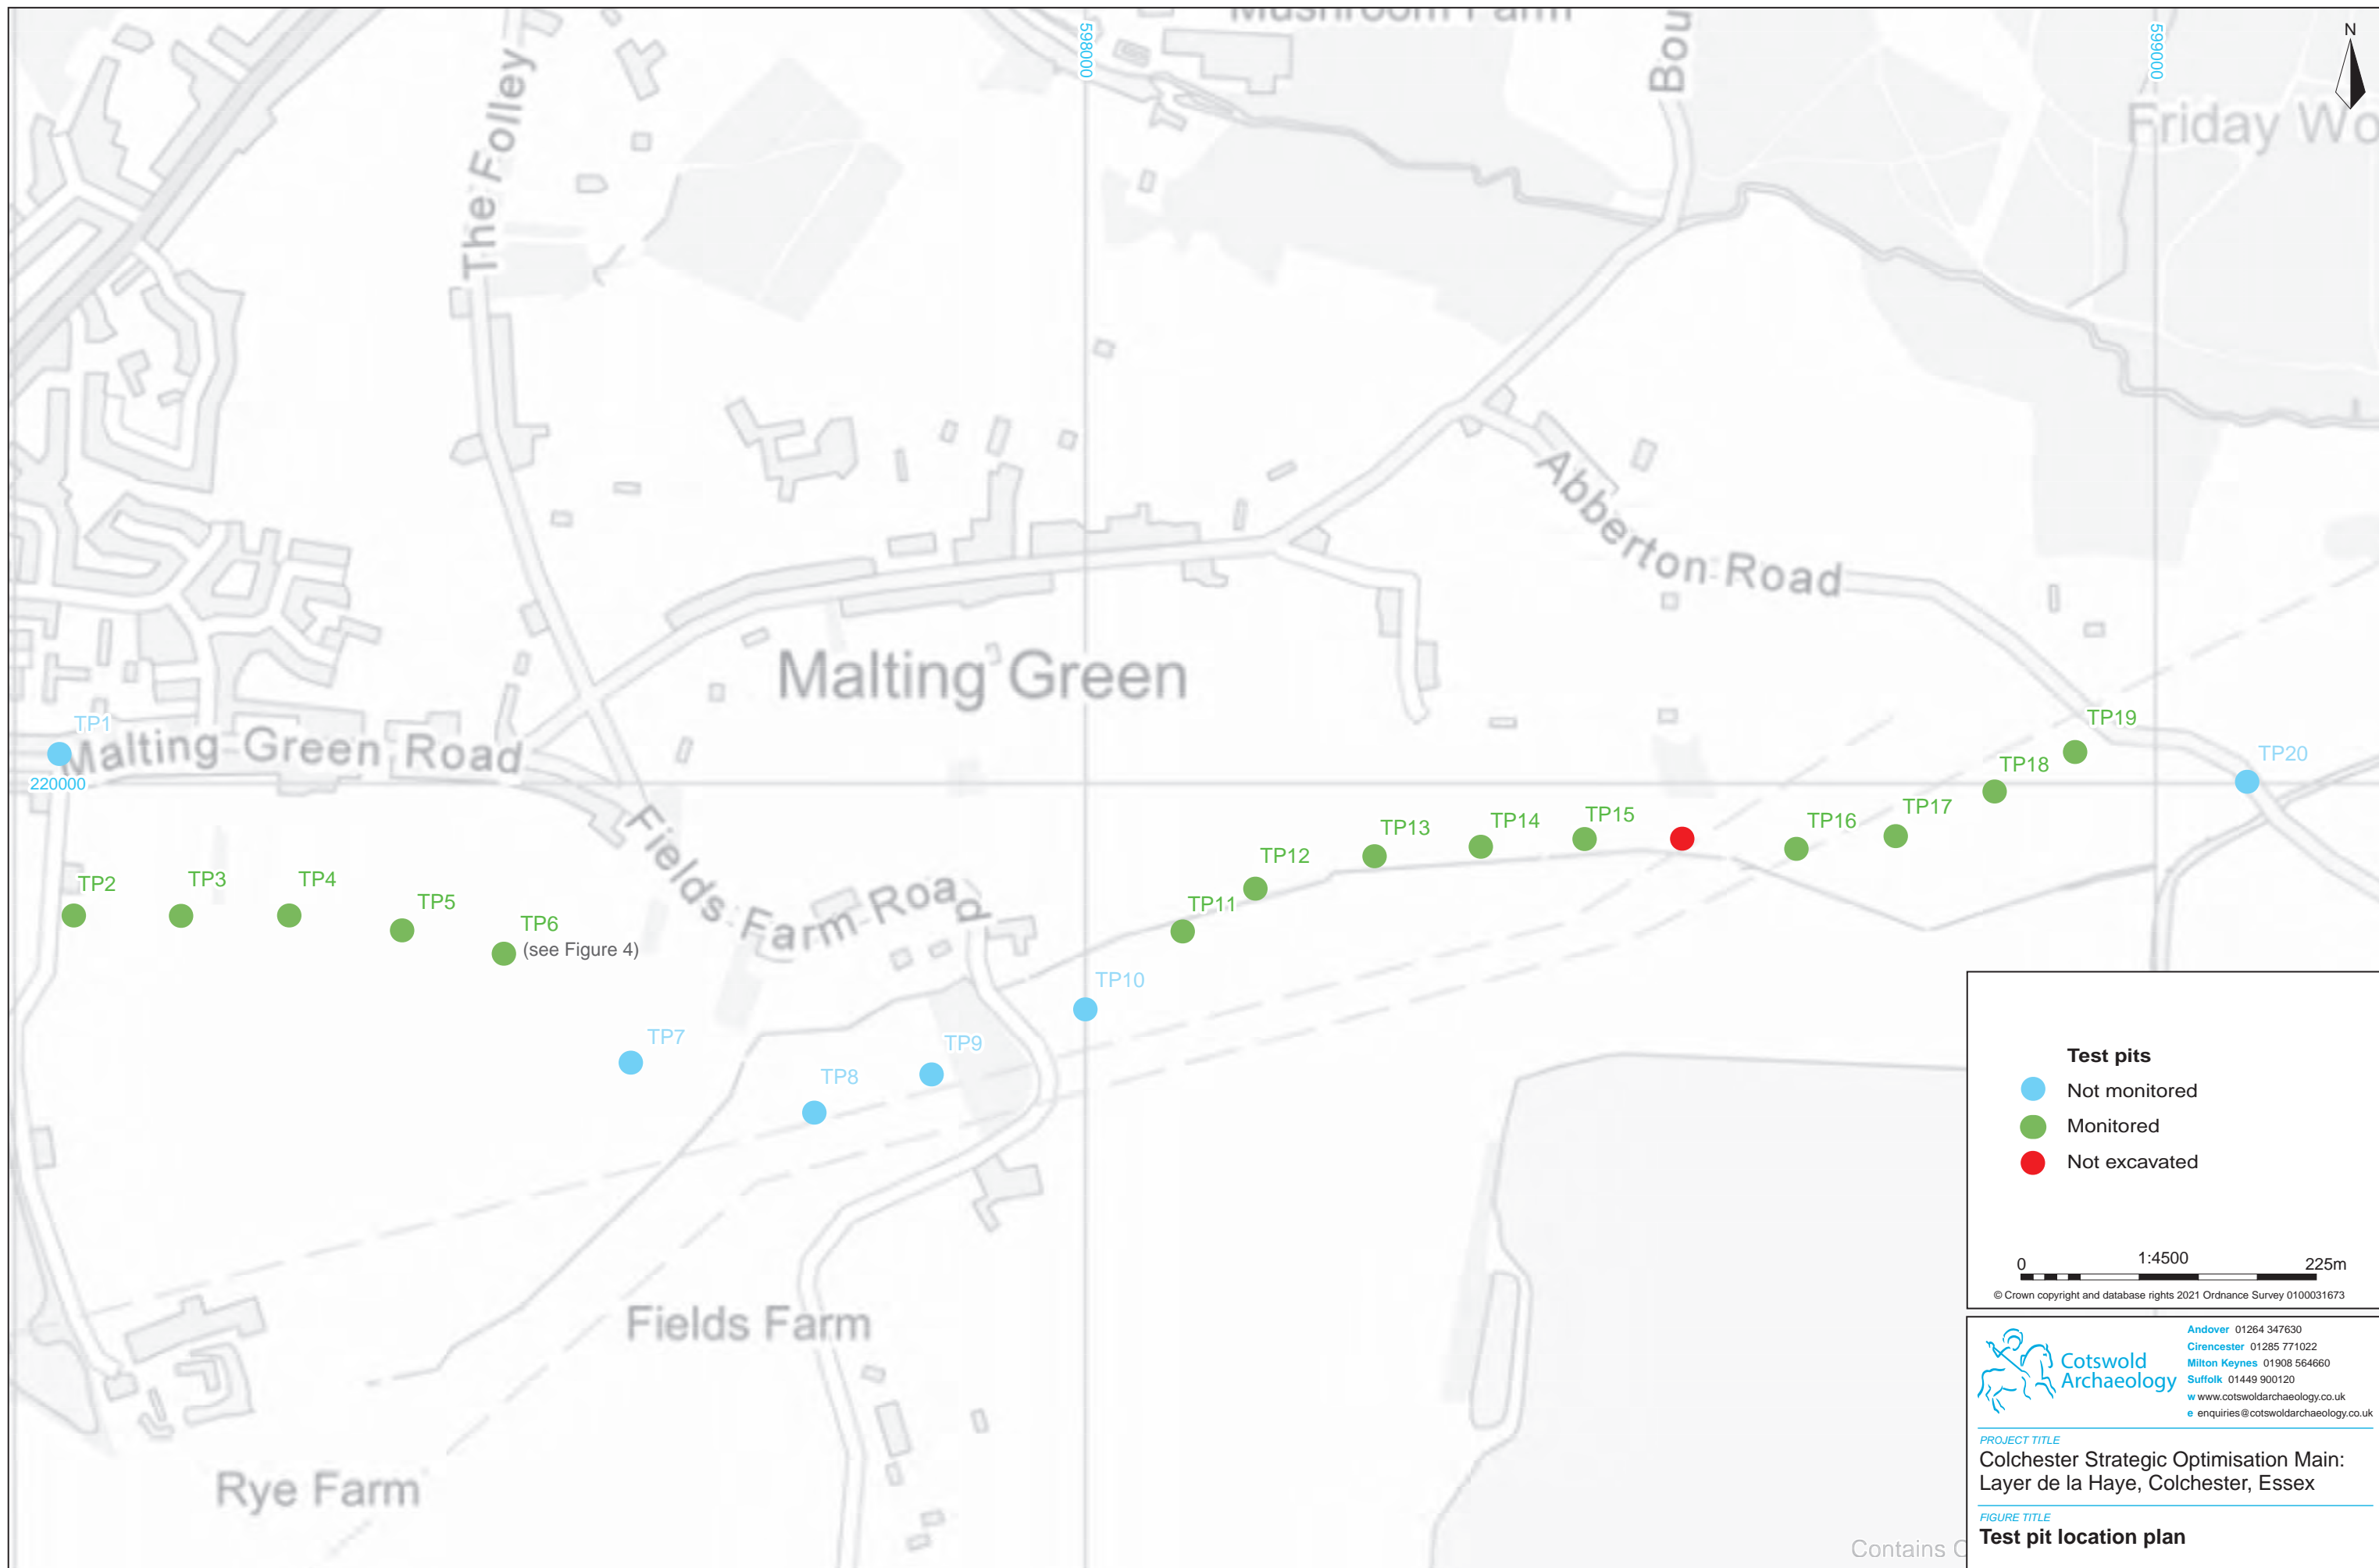 Mushroom Farm
598000
Bou
599000
N
Friday Wo
The Folley
Abberton Road
Malting Green
TP1
Malting Green Road
220000
TP19
TP20
TP18
TP17
TP16
TP15
TP14
TP13
TP12
TP11
Fields Farm Road
TP2
TP3
TP4
TP5
TP6
(see Figure 4)
TP10
TP7
TP9
TP8
Fields Farm
Rye Farm
Contains O
Test pits
Not monitored
Monitored
Not excavated
0 1:4500 225m
© Crown copyright and database rights 2021 Ordnance Survey 0100031673
Cotswold
Archaeology
Andover 01264 347630
Cirencester 01285 771022
Milton Keynes 01908 564660
Suffolk 01449 900120
w www.cotswoldarchaeology.co.uk
e enquiries@cotswoldarchaeology.co.uk
PROJECT TITLE
Colchester Strategic Optimisation Main:
Layer de la Haye, Colchester, Essex
FIGURE TITLE
Test pit location plan